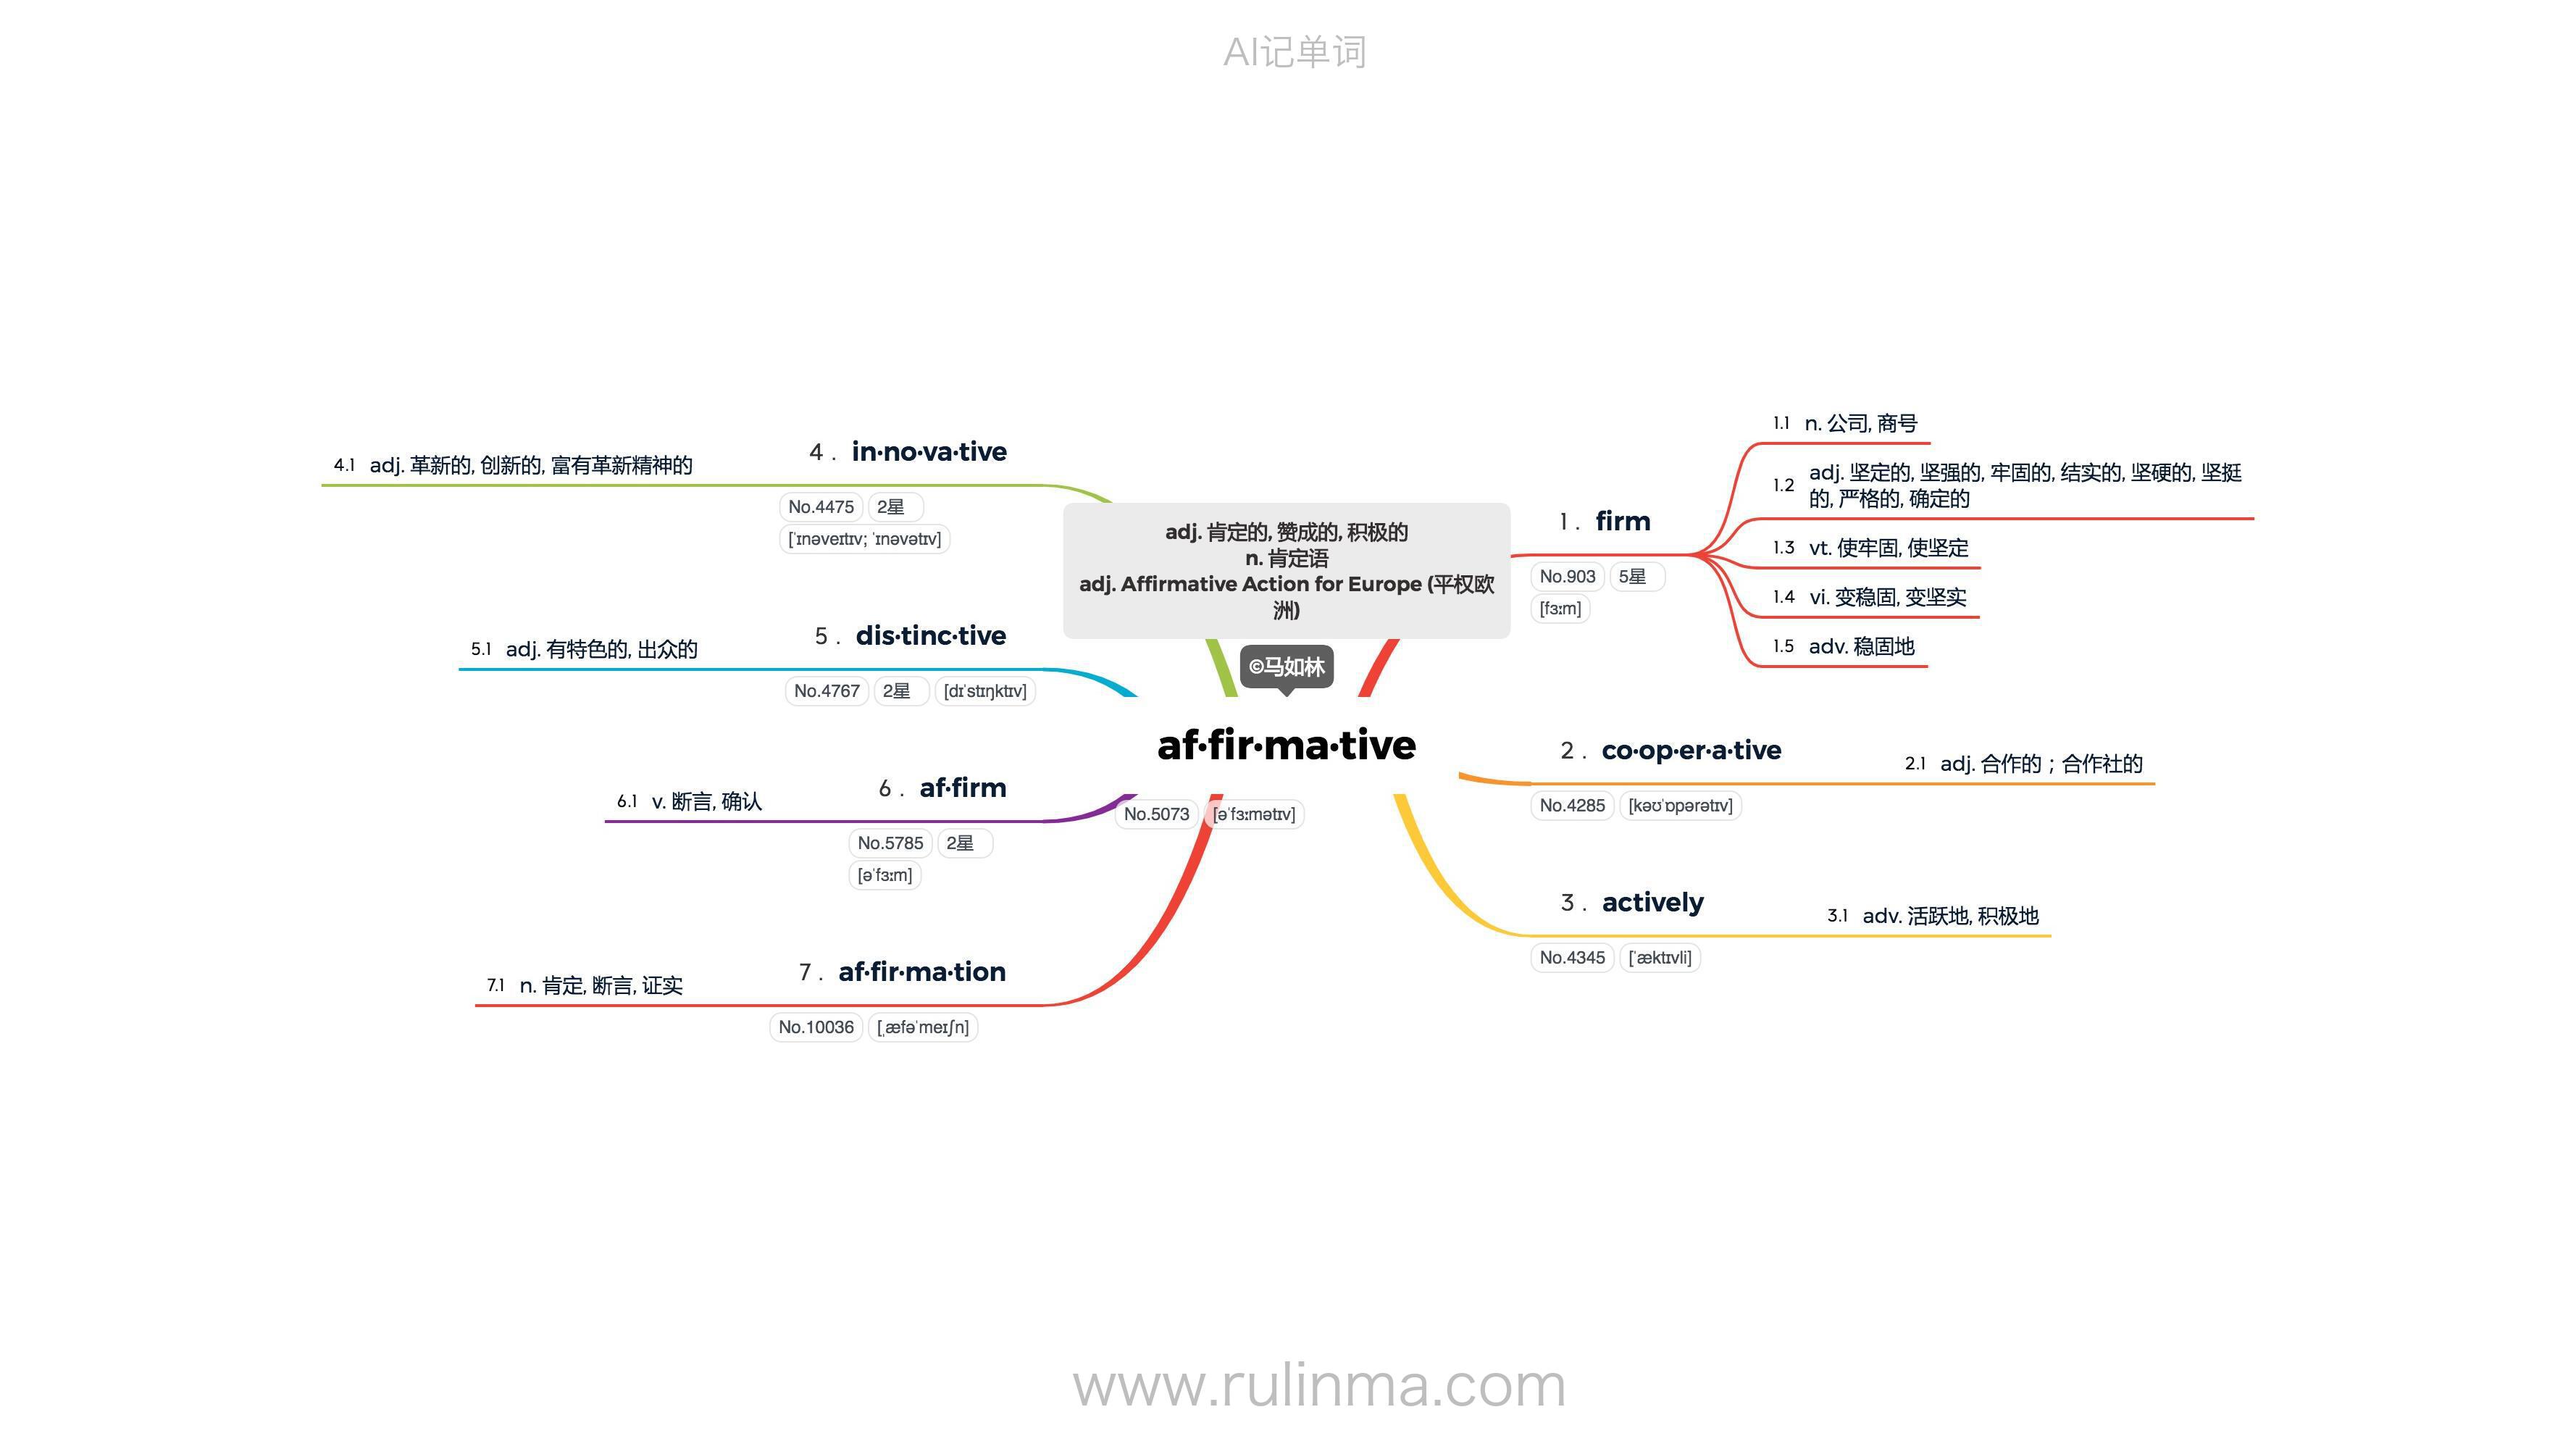 AI记单词
adj. 肯定的, 赞成的, 积极的
n. 肯定语
adj. Affirmative Action for Europe (平权欧
洲)
©马如林
af·fir·ma·tive
No.5073 [əˈfɜːmətɪv]
1 . firm
No.903 5星
[fɜːm]
1.1 n. 公司, 商号
1.2 adj. 坚定的, 坚强的, 牢固的, 结实的, 坚硬的, 坚挺
的, 严格的, 确定的
1.3 vt. 使牢固, 使坚定
1.4 vi. 变稳固, 变坚实
1.5 adv. 稳固地
2 . co·op·er·a·tive
No.4285 [kəʊˈɒpərətɪv]
2.1 adj. 合作的；合作社的
3 . actively
No.4345 [ˈæktɪvli]
3.1 adv. 活跃地, 积极地
4 . in·no·va·tive
No.4475 2星
[ˈɪnəveɪtɪv; ˈɪnəvətɪv]
4.1 adj. 革新的, 创新的, 富有革新精神的
5 . dis·tinc·tive
No.4767 2星 [dɪˈstɪŋktɪv]
5.1 adj. 有特色的, 出众的
6 . af·firm
No.5785 2星
[əˈfɜːm]
6.1 v. 断言, 确认
7 . af·fir·ma·tion
No.10036 [ˌæfəˈmeɪʃn]
7.1 n. 肯定, 断言, 证实
www.rulinma.com